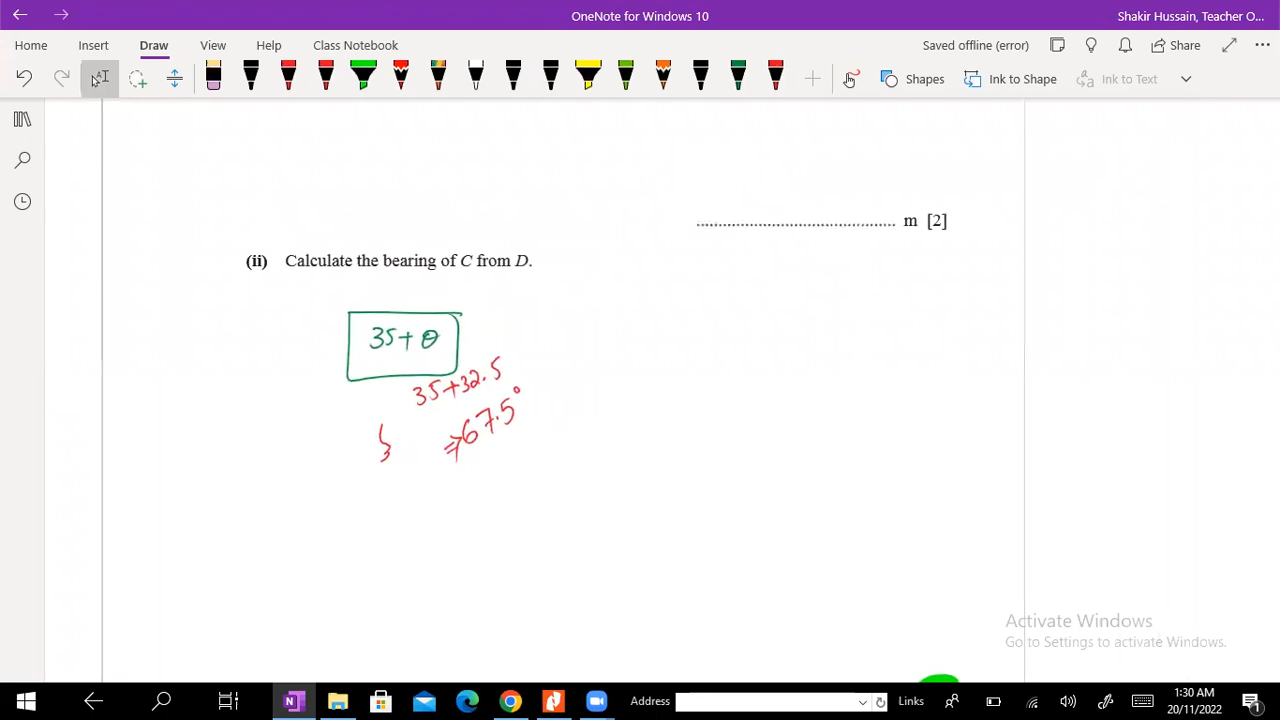 OneNote for Windows 10
Shakir Hussain, Teacher O...
Home Insert Draw View Help Class Notebook
Saved offline (error) Share
Shapes Ink to Shape Ink to Text
........................................... m [2]
(ii) Calculate the bearing of C from D.
35+θ
35+32.5
⇒67.5°
Activate Windows
Go to Settings to activate Windows.
Address Links
1:30 AM
20/11/2022